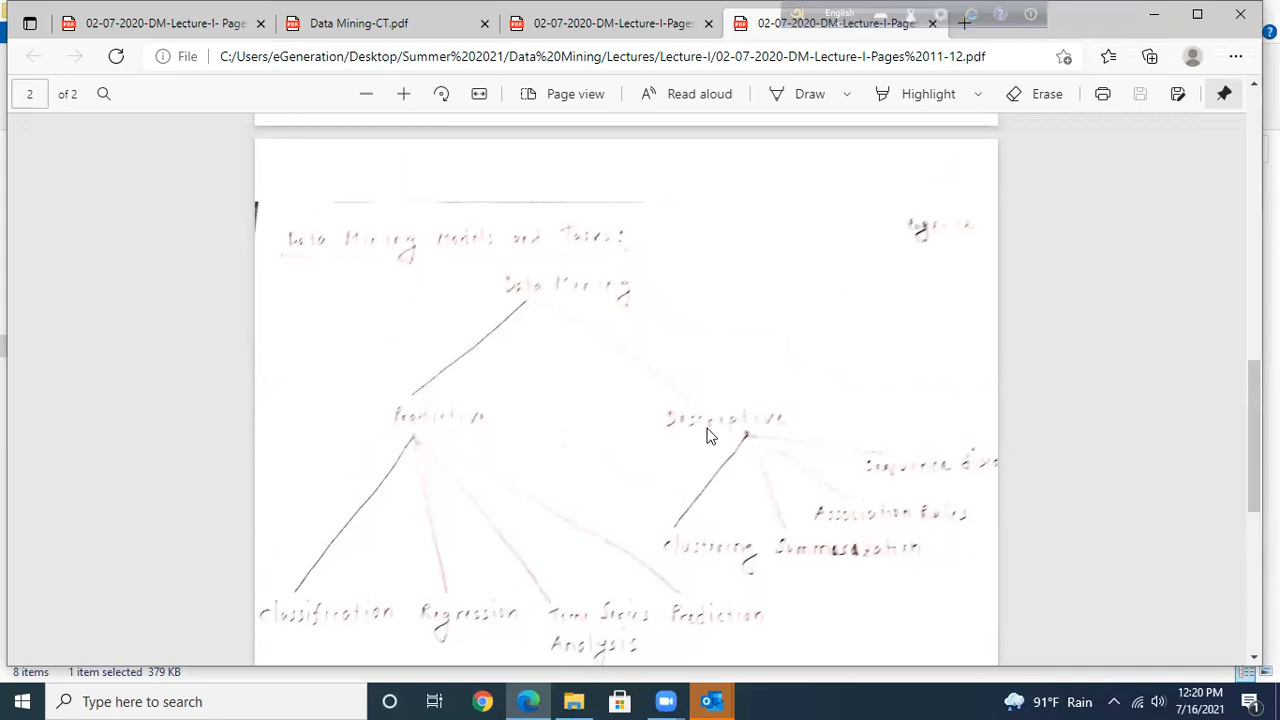 02-07-2020-DM-Lecture-I- Page
Data Mining-CT.pdf
02-07-2020-DM-Lecture-I-Pages
02-07-2020-DM-Lecture-I-Page
English
File C:/Users/eGeneration/Desktop/Summer%202021/Data%20Mining/Lectures/Lecture-I/02-07-2020-DM-Lecture-I-Pages%2011-12.pdf
2 of 2 Page view Read aloud Draw Highlight Erase
Data Mining Models and Tasks:
Data Mining
Predictive Descriptive
Sequence
Association Rules
Clustering Summarization
Classification Regression Time Series Prediction
Analysis
8 items 1 item selected 379 KB
Type here to search
91°F Rain
12:20 PM
7/16/2021
1